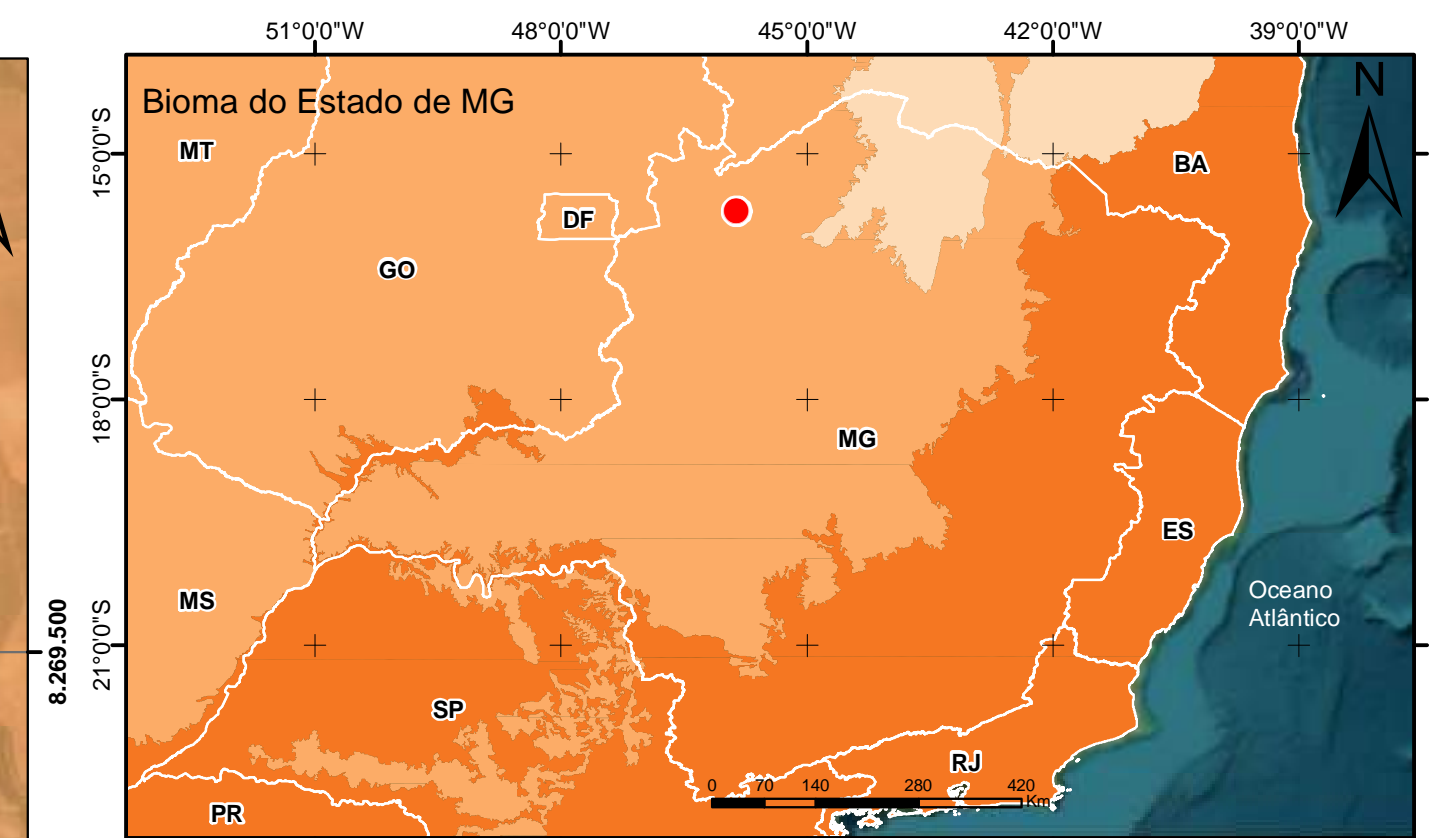 51°0'0"W
48°0'0"W
45°0'0"W
42°0'0"W
39°0'0"W
Bioma do Estado de MG
N
15°0'0"S
MT
BA
DF
GO
18°0'0"S
MG
ES
MS
Oceano
Atlântico
8.269.500
21°0'0"S
SP
RJ
0 70 140 280 420
Km
PR